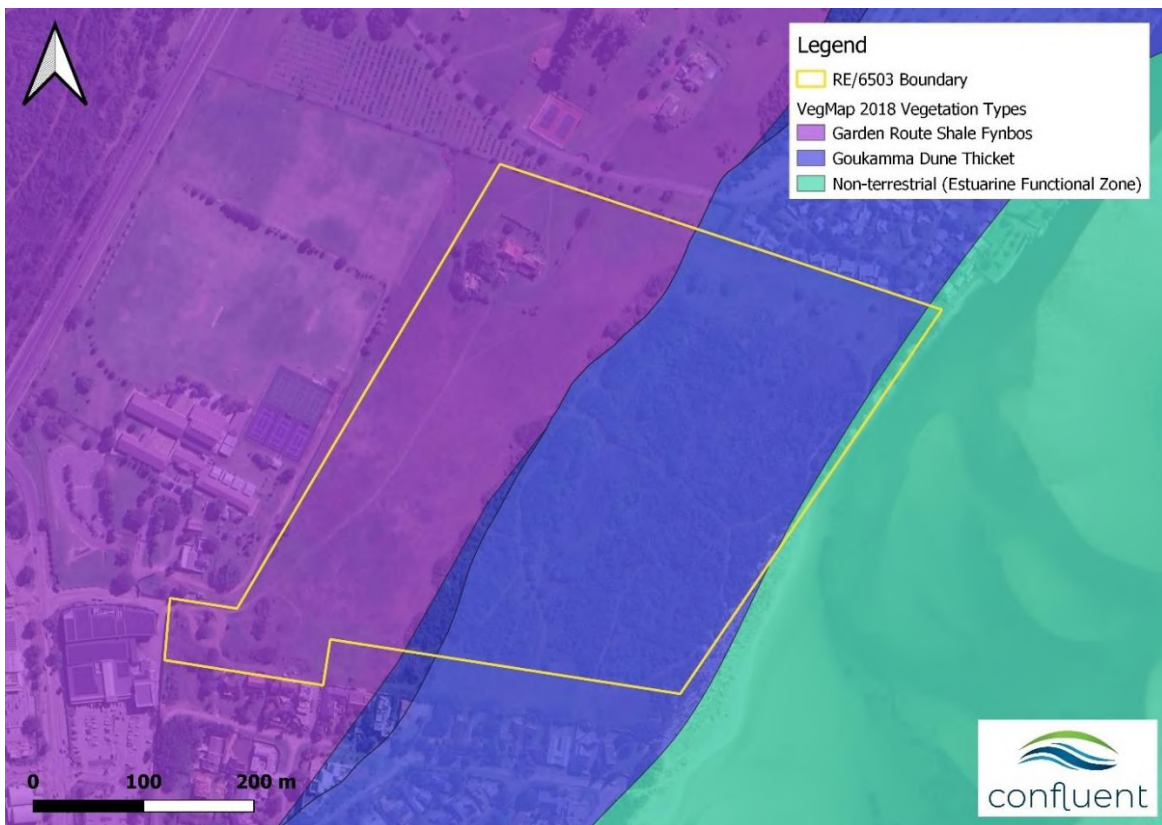 Legend
RE/6503 Boundary
VegMap 2018 Vegetation Types
Garden Route Shale Fynbos
Goukamma Dune Thicket
Non-terrestrial (Estuarine Functional Zone)
0 100 200 m
confluent